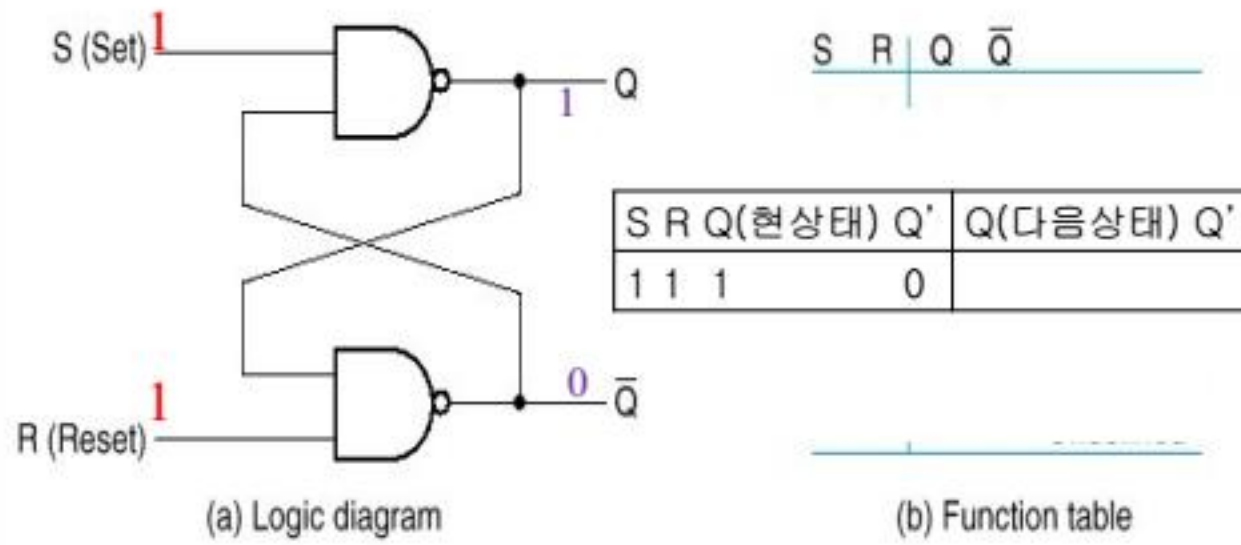 S (Set) 1
Q
1
1
0 Q̅
R (Reset)
(a) Logic diagram
S R Q Q̅
S R Q(현상태) Q' Q(다음상태) Q'
1 1 1 0
(b) Function table